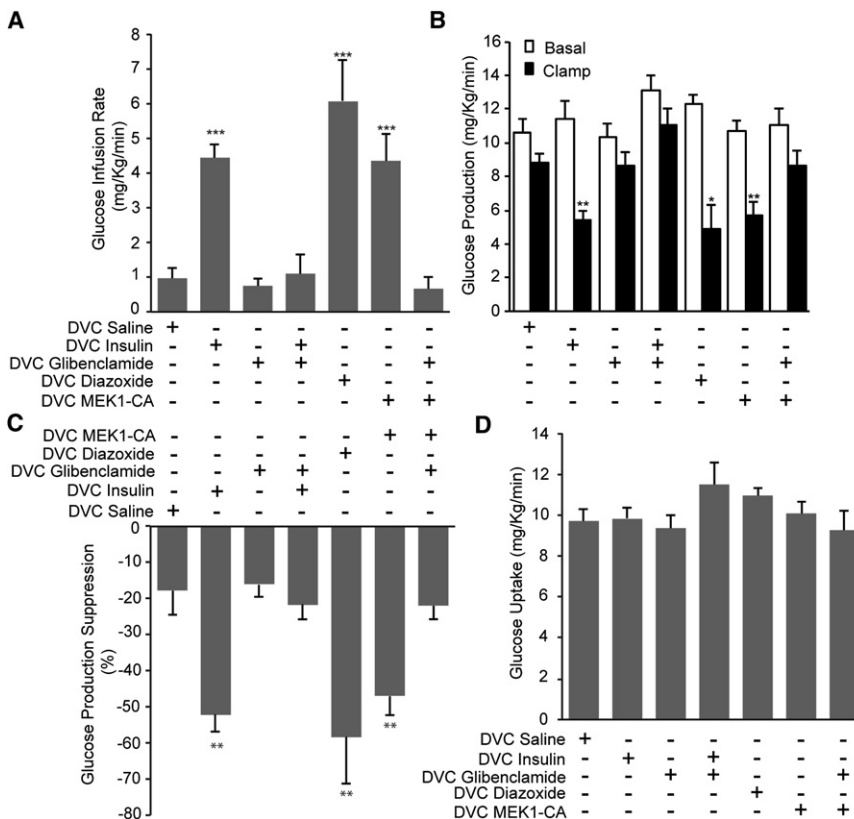 A
Glucose Infusion Rate
(mg/Kg/min)
8
7
6
5
4
3
2
1
0
***
***
***
DVC Saline + - - - - - -
DVC Insulin - + - + - - -
DVC Glibenclamide - - + + - - +
DVC Diazoxide - - - - + - -
DVC MEK1-CA - - - - - + +
B
Glucose Production (mg/Kg/min)
16
14
12
10
8
6
4
2
0
Basal
Clamp
**
*
**
+ - - - - - -
- + - + - - -
- - + + - - +
- - - - + - -
- - - - - + +
C
DVC MEK1-CA - - - - - + +
DVC Diazoxide - - - - + - -
DVC Glibenclamide - - + + - - +
DVC Insulin - + - + - - -
DVC Saline + - - - - - -
Glucose Production Suppression
(%)
0
-10
-20
-30
-40
-50
-60
-70
-80
**
**
**
D
Glucose Uptake (mg/Kg/min)
14
12
10
8
6
4
2
0
DVC Saline + - - - - - -
DVC Insulin - + - + - - -
DVC Glibenclamide - - + + - - +
DVC Diazoxide - - - - + - -
DVC MEK1-CA - - - - - + +